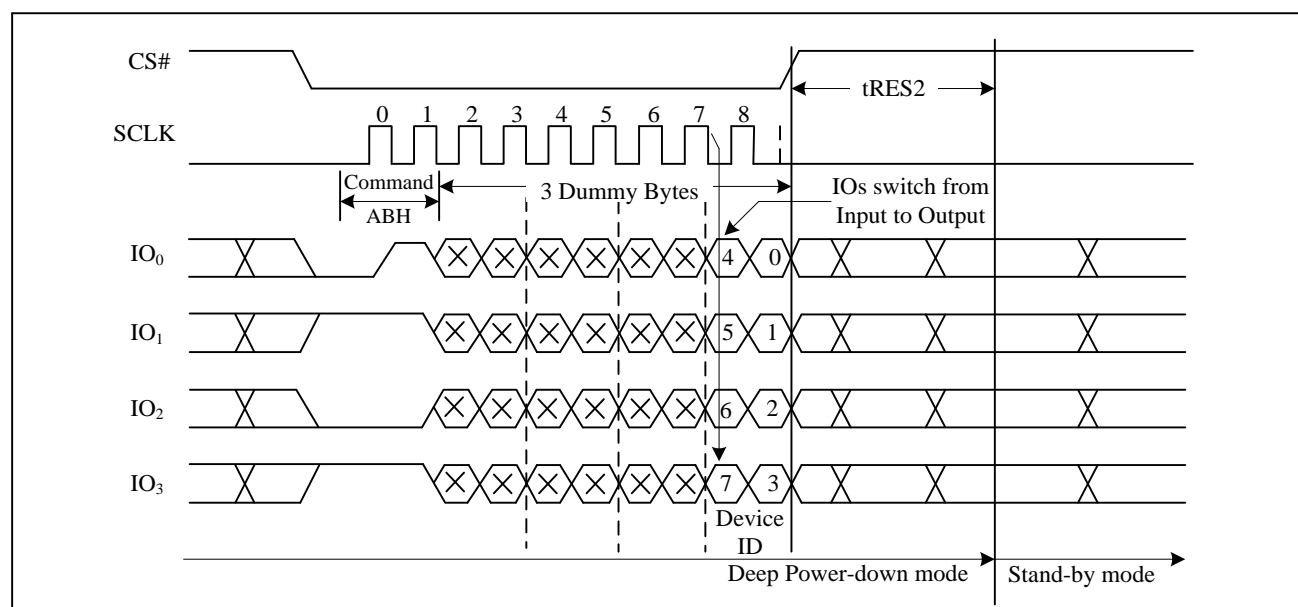 CS#
tRES2
0 1 2 3 4 5 6 7 8
SCLK
Command
ABH
3 Dummy Bytes
IOs switch from
Input to Output
IO0 4 0
IO1 5 1
IO2 6 2
IO3 7 3
Device
ID
Deep Power-down mode Stand-by mode